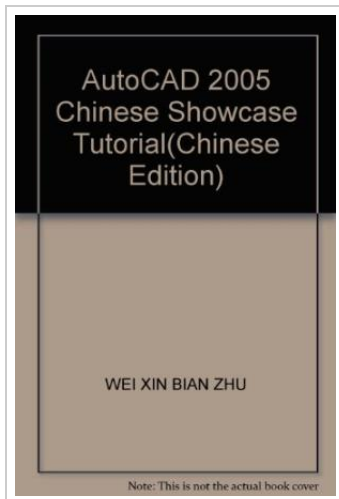 AutoCAD 2005
Chinese Showcase
Tutorial(Chinese
Edition)
WEI XIN BIAN ZHU
Note: This is not the actual book cover